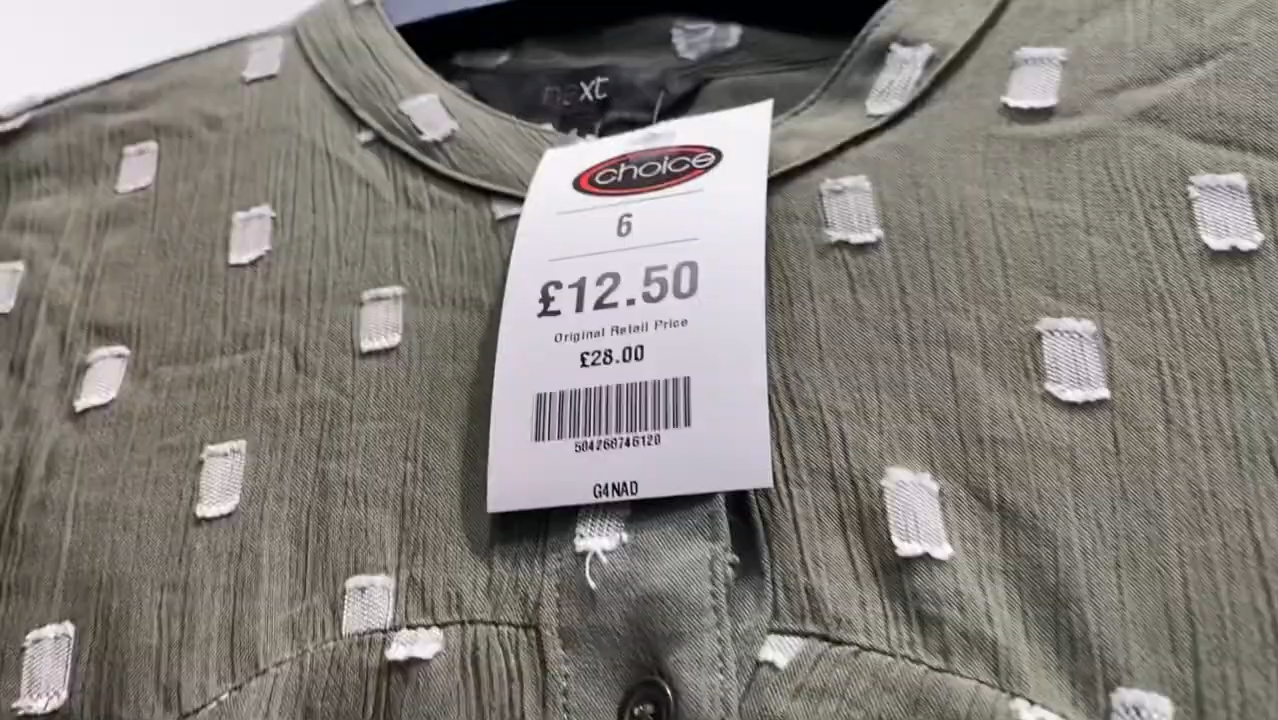 next
choice
6
£12.50
Original Retail Price
£28.00
504268746120
G4NAD